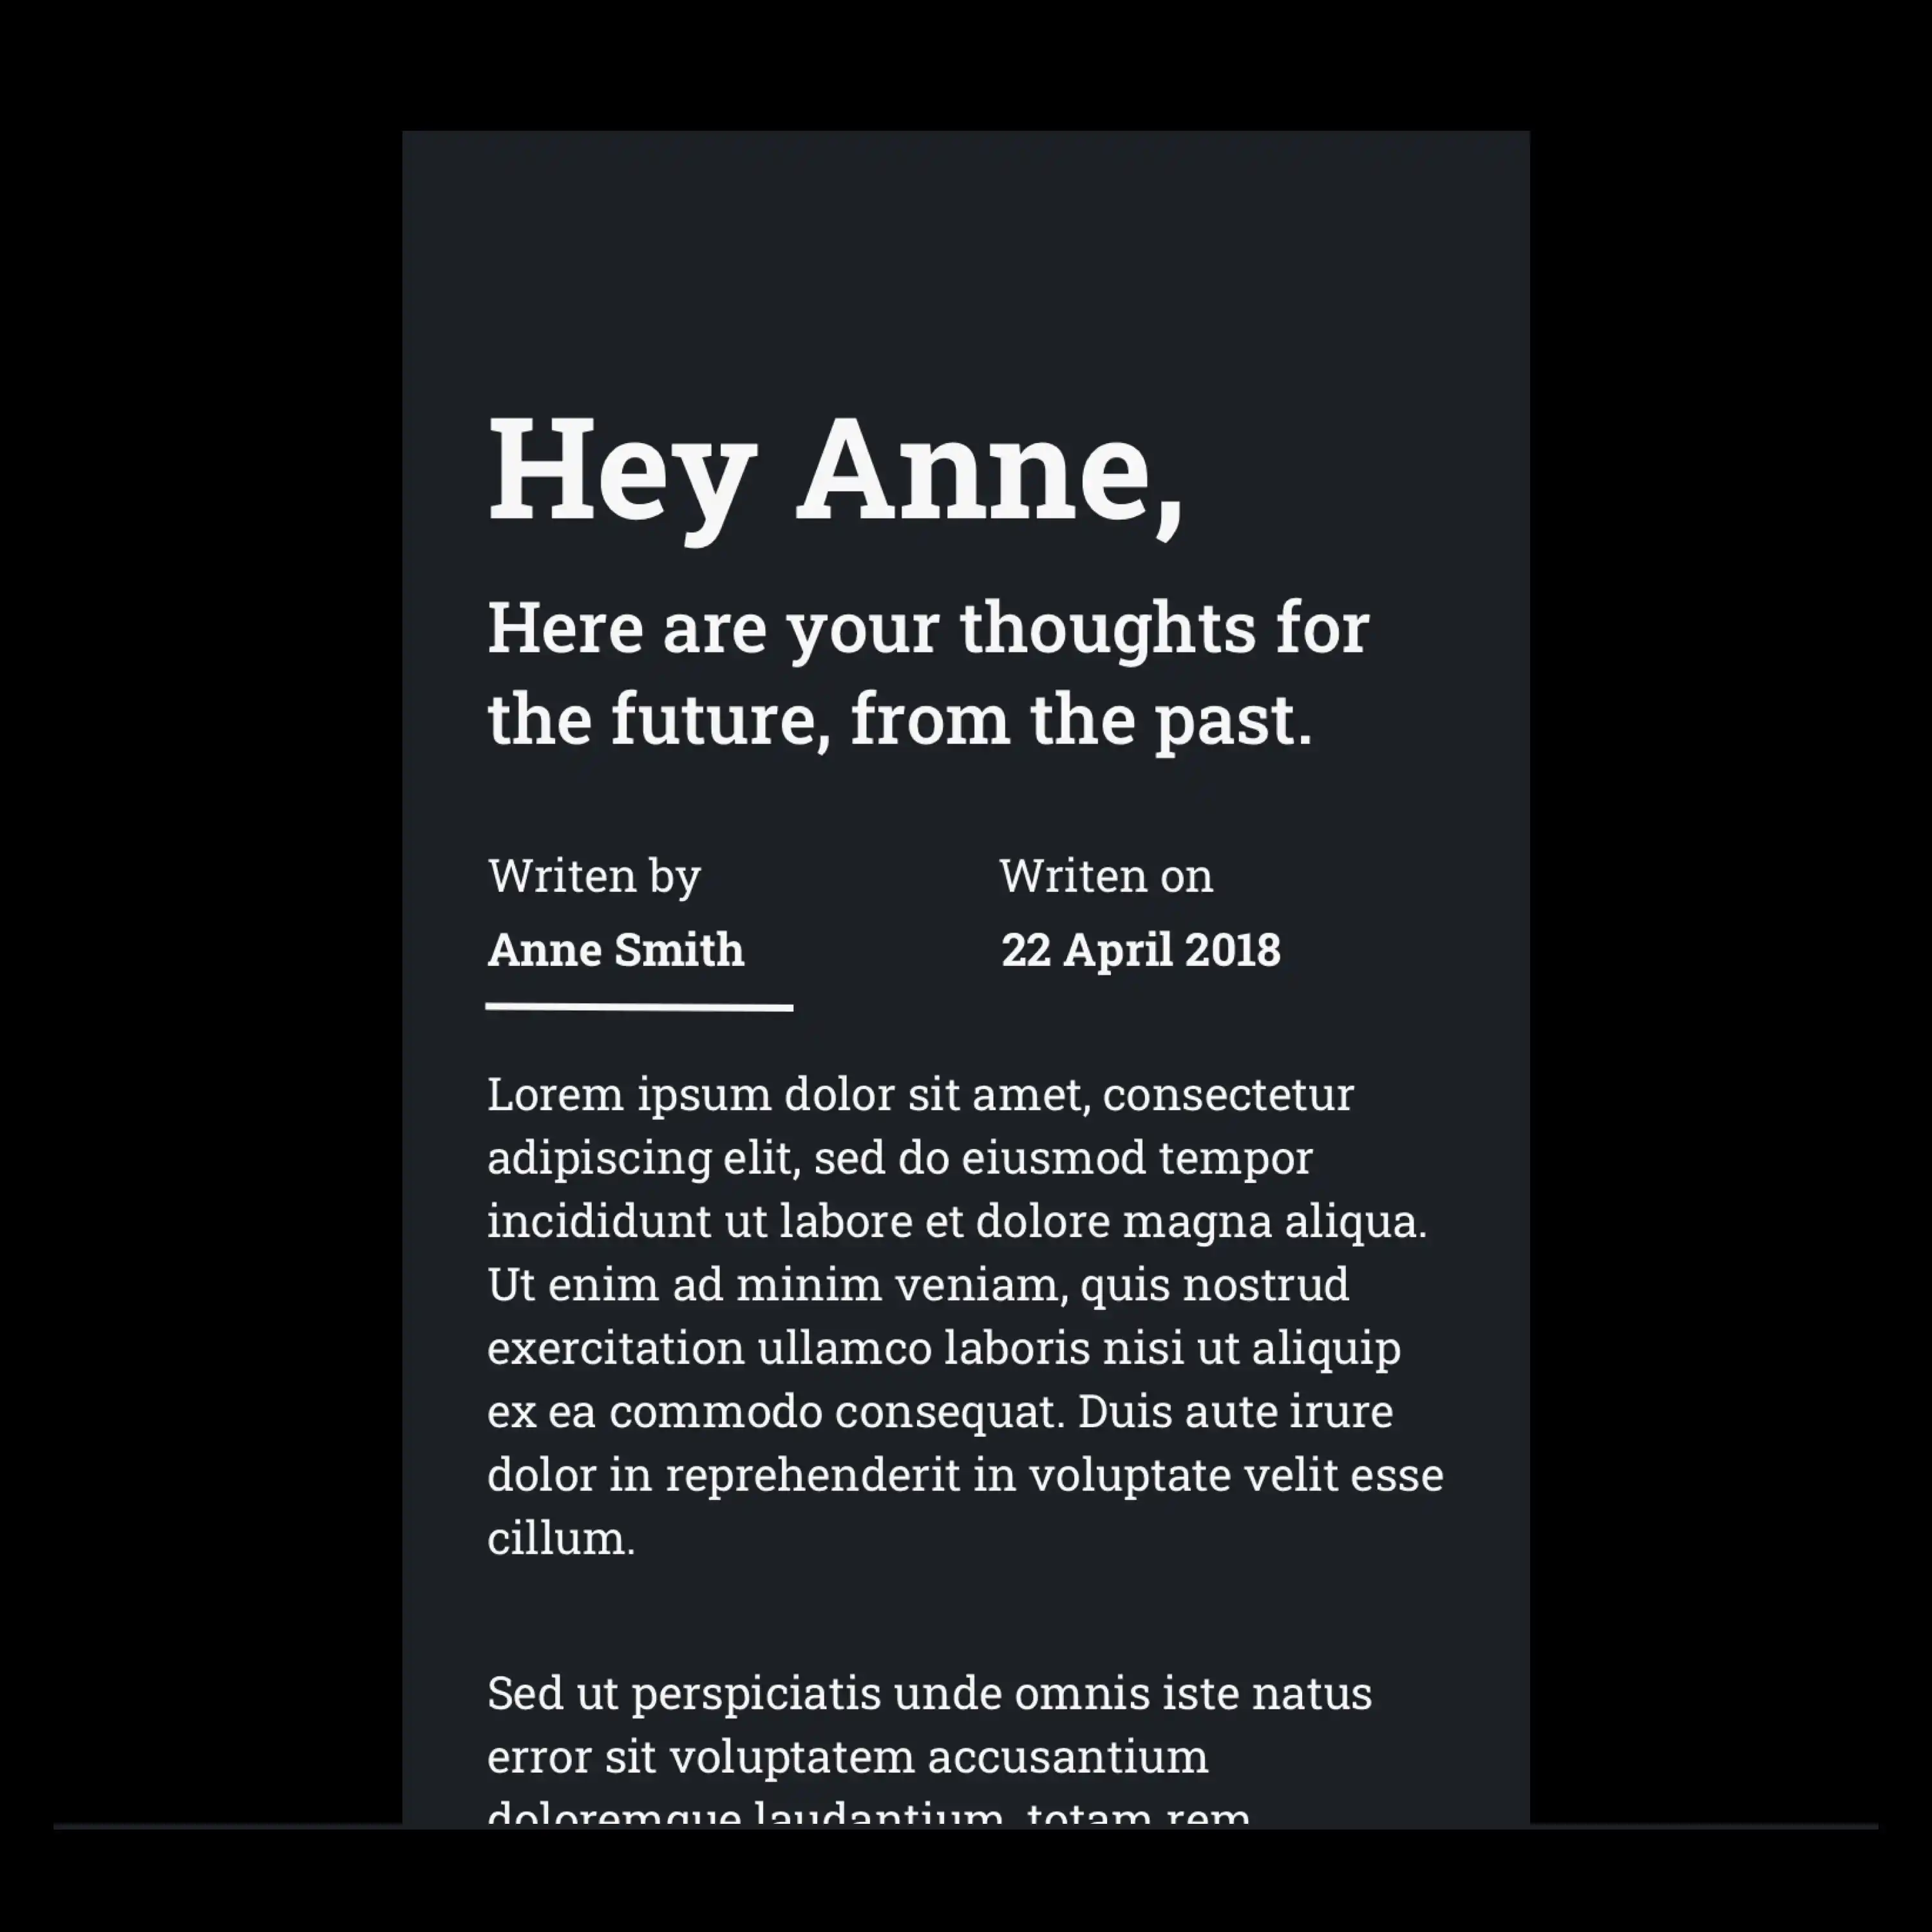 Hey Anne,
Here are your thoughts for
the future, from the past.
Writen by
Anne Smith
Writen on
22 April 2018
Lorem ipsum dolor sit amet, consectetur
adipiscing elit, sed do eiusmod tempor
incididunt ut labore et dolore magna aliqua.
Ut enim ad minim veniam, quis nostrud
exercitation ullamco laboris nisi ut aliquip
ex ea commodo consequat. Duis aute irure
dolor in reprehenderit in voluptate velit esse
cillum.
Sed ut perspiciatis unde omnis iste natus
error sit voluptatem accusantium
doloremque laudantium, totam rem